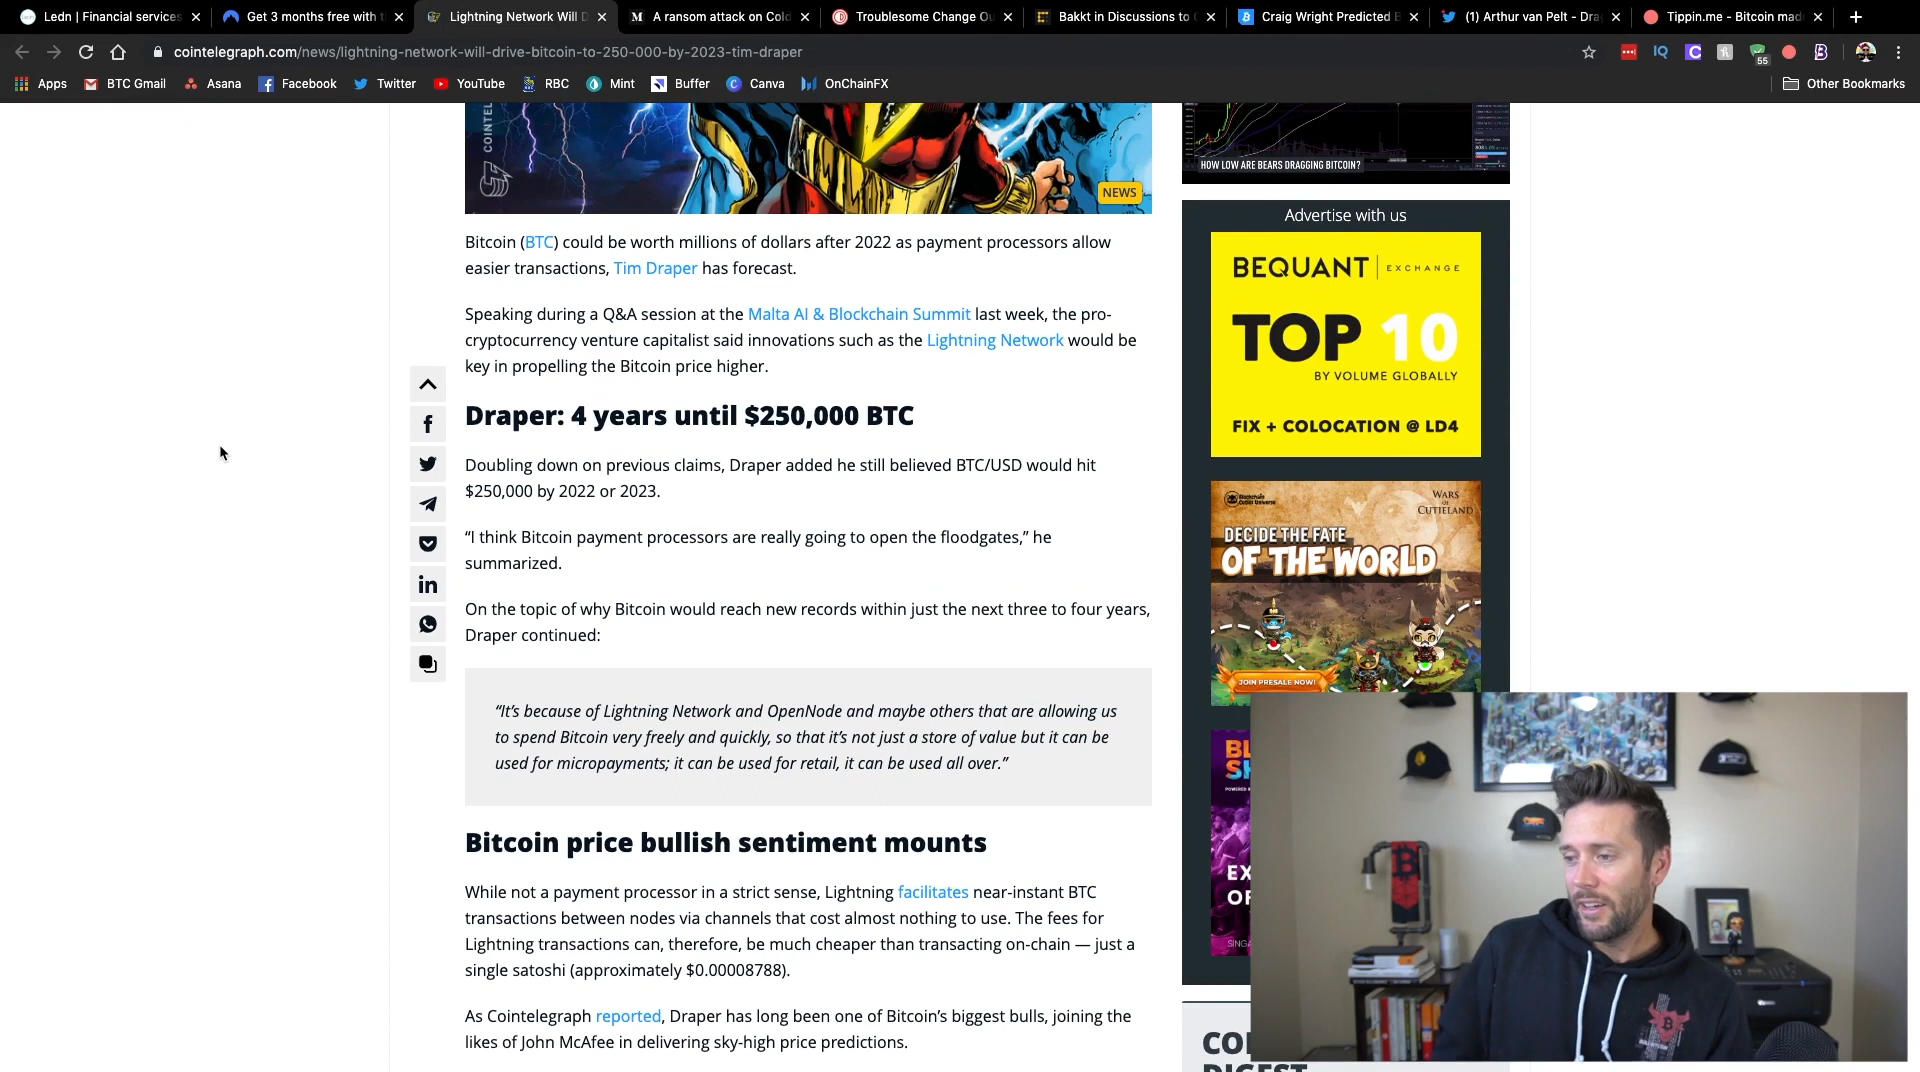 Ledn | Financial services
Get 3 months free with t
Lightning Network Will D
A ransom attack on Cold
Troublesome Change Ou
Bakkt in Discussions to
Craig Wright Predicted B
(1) Arthur van Pelt - Drag
Tippin.me - Bitcoin mad
cointelegraph.com/news/lightning-network-will-drive-bitcoin-to-250-000-by-2023-tim-draper
55
Apps
BTC Gmail
Asana
Facebook
Twitter
YouTube
RBC
Mint
Buffer
Canva
OnChainFX
Other Bookmarks
COINTEL
NEWS
Bitcoin (BTC) could be worth millions of dollars after 2022 as payment processors allow
easier transactions, Tim Draper has forecast.
Speaking during a Q&A session at the Malta AI & Blockchain Summit last week, the pro-
cryptocurrency venture capitalist said innovations such as the Lightning Network would be
key in propelling the Bitcoin price higher.
Draper: 4 years until $250,000 BTC
Doubling down on previous claims, Draper added he still believed BTC/USD would hit
$250,000 by 2022 or 2023.
“I think Bitcoin payment processors are really going to open the floodgates,” he
summarized.
On the topic of why Bitcoin would reach new records within just the next three to four years,
Draper continued:
“It’s because of Lightning Network and OpenNode and maybe others that are allowing us
to spend Bitcoin very freely and quickly, so that it’s not just a store of value but it can be
used for micropayments; it can be used for retail, it can be used all over.”
Bitcoin price bullish sentiment mounts
While not a payment processor in a strict sense, Lightning facilitates near-instant BTC
transactions between nodes via channels that cost almost nothing to use. The fees for
Lightning transactions can, therefore, be much cheaper than transacting on-chain — just a
single satoshi (approximately $0.00008788).
As Cointelegraph reported, Draper has long been one of Bitcoin’s biggest bulls, joining the
likes of John McAfee in delivering sky-high price predictions.
HOW LOW ARE BEARS DRAGGING BITCOIN?
Advertise with us
BEQUANT | EXCHANGE
TOP 10
BY VOLUME GLOBALLY
FIX + COLOCATION @ LD4
WARS
OF
CUTIELAND
DECIDE THE FATE
OF THE WORLD
JOIN PRESALE NOW!
BL
SH
POWERED
EX
OF
SING
CO
DIGEST